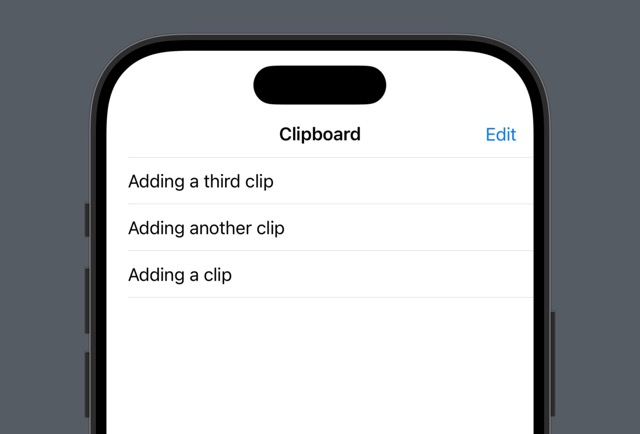 Clipboard
Edit
Adding a third clip
Adding another clip
Adding a clip